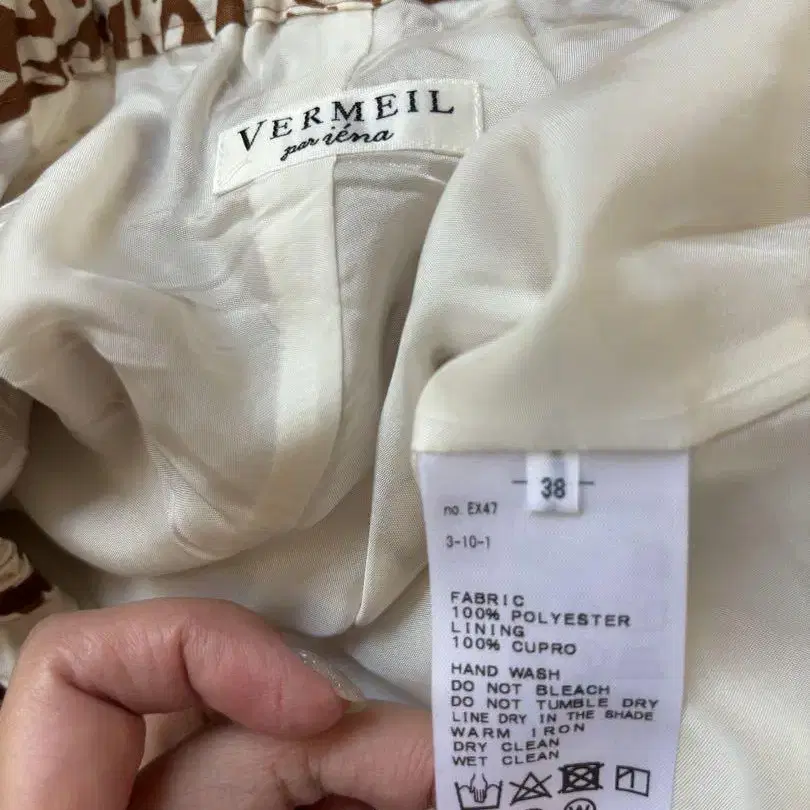 VERMEIL
par iéna
38
no. EX47
3-10-1
FABRIC
100% POLYESTER
LINING
100% CUPRO
HAND WASH
DO NOT BLEACH
DO NOT TUMBLE DRY
LINE DRY IN THE SHADE
WARM IRON
DRY CLEAN
WET CLEAN